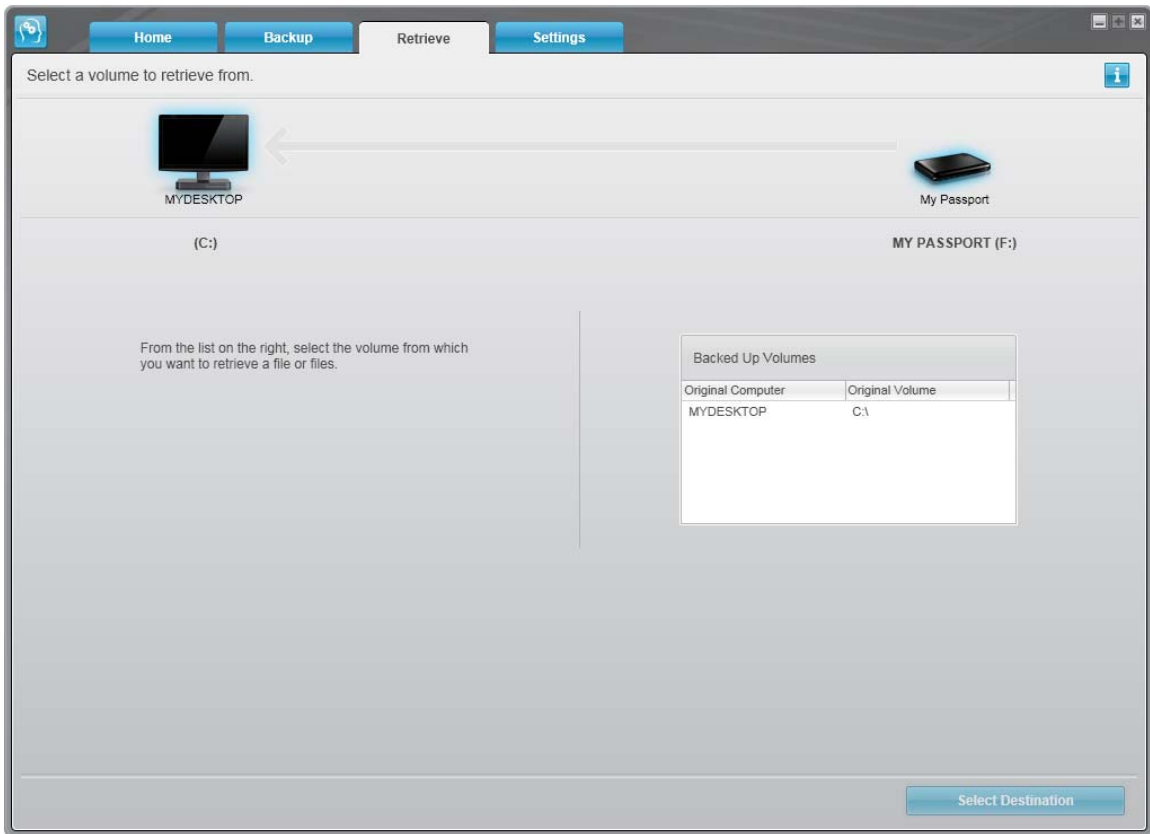 Home Backup Retrieve Settings
Select a volume to retrieve from.
i
MYDESKTOP My Passport
(C:) MY PASSPORT (F:)
From the list on the right, select the volume from which
you want to retrieve a file or files.
Backed Up Volumes
Original Computer Original Volume
MYDESKTOP C:\
Select Destination